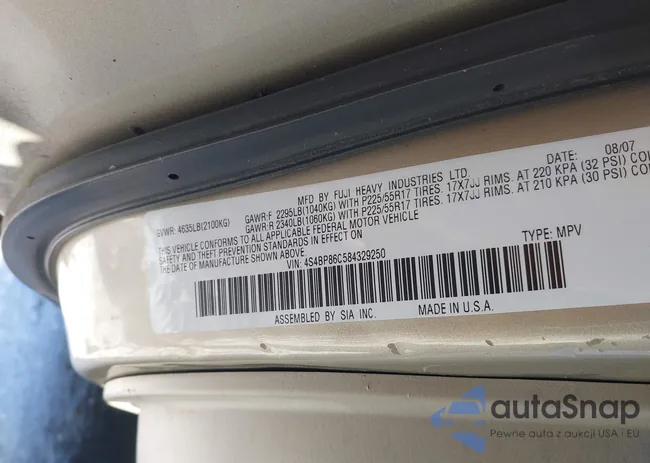 MFD BY FUJI HEAVY INDUSTRIES LTD. DATE: 08/07
GVWR: 4635LB(2100KG) GAWR:F 2295LB(1040KG) WITH P225/55R17 TIRES. 17X7JJ RIMS. AT 220 KPA (32 PSI)
GAWR:R 2340LB(1060KG) WITH P225/55R17 TIRES. 17X7JJ RIMS. AT 210 KPA (30 PSI)
THIS VEHICLE CONFORMS TO ALL APPLICABLE FEDERAL MOTOR VEHICLE
SAFETY AND THEFT PREVENTION STANDARDS IN EFFECT ON
THE DATE OF MANUFACTURE SHOWN ABOVE.
VIN: 4S4BP86C584329250 TYPE: MPV
ASSEMBLED BY SIA INC. MADE IN U.S.A.
autaSnap
Pewne auta z aukcji USA i EU